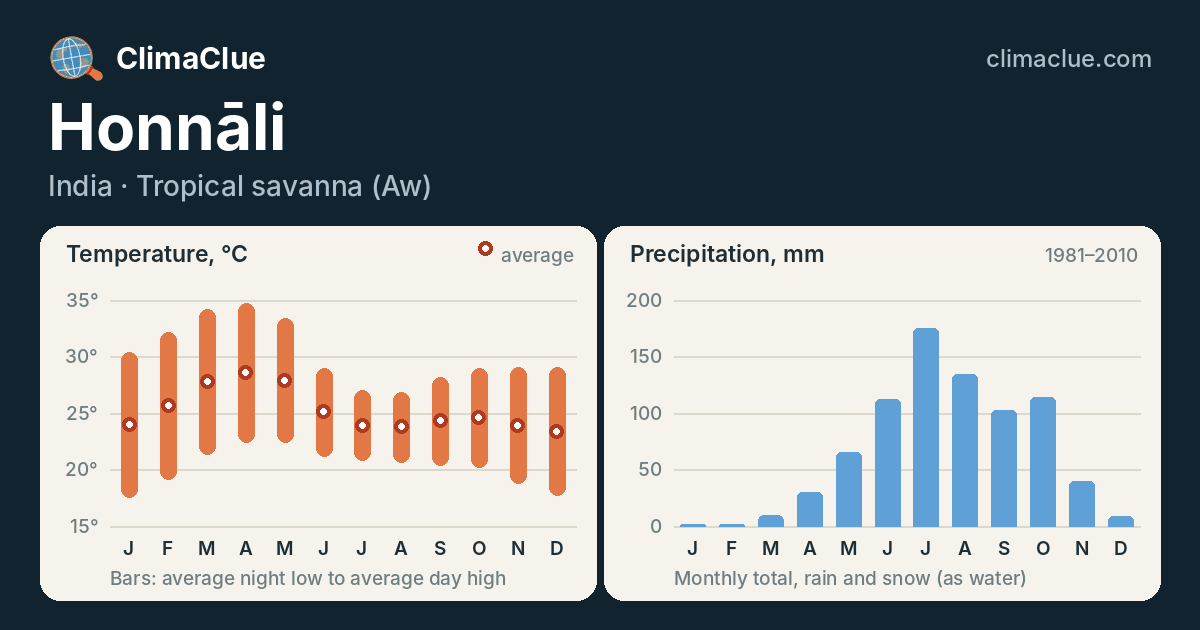 ClimaClue
climaclue.com
Honnāli
India · Tropical savanna (Aw)
Temperature, °C
average
35°
30°
25°
20°
15°
J F M A M J J A S O N D
Bars: average night low to average day high
Precipitation, mm
1981–2010
200
150
100
50
0
J F M A M J J A S O N D
Monthly total, rain and snow (as water)